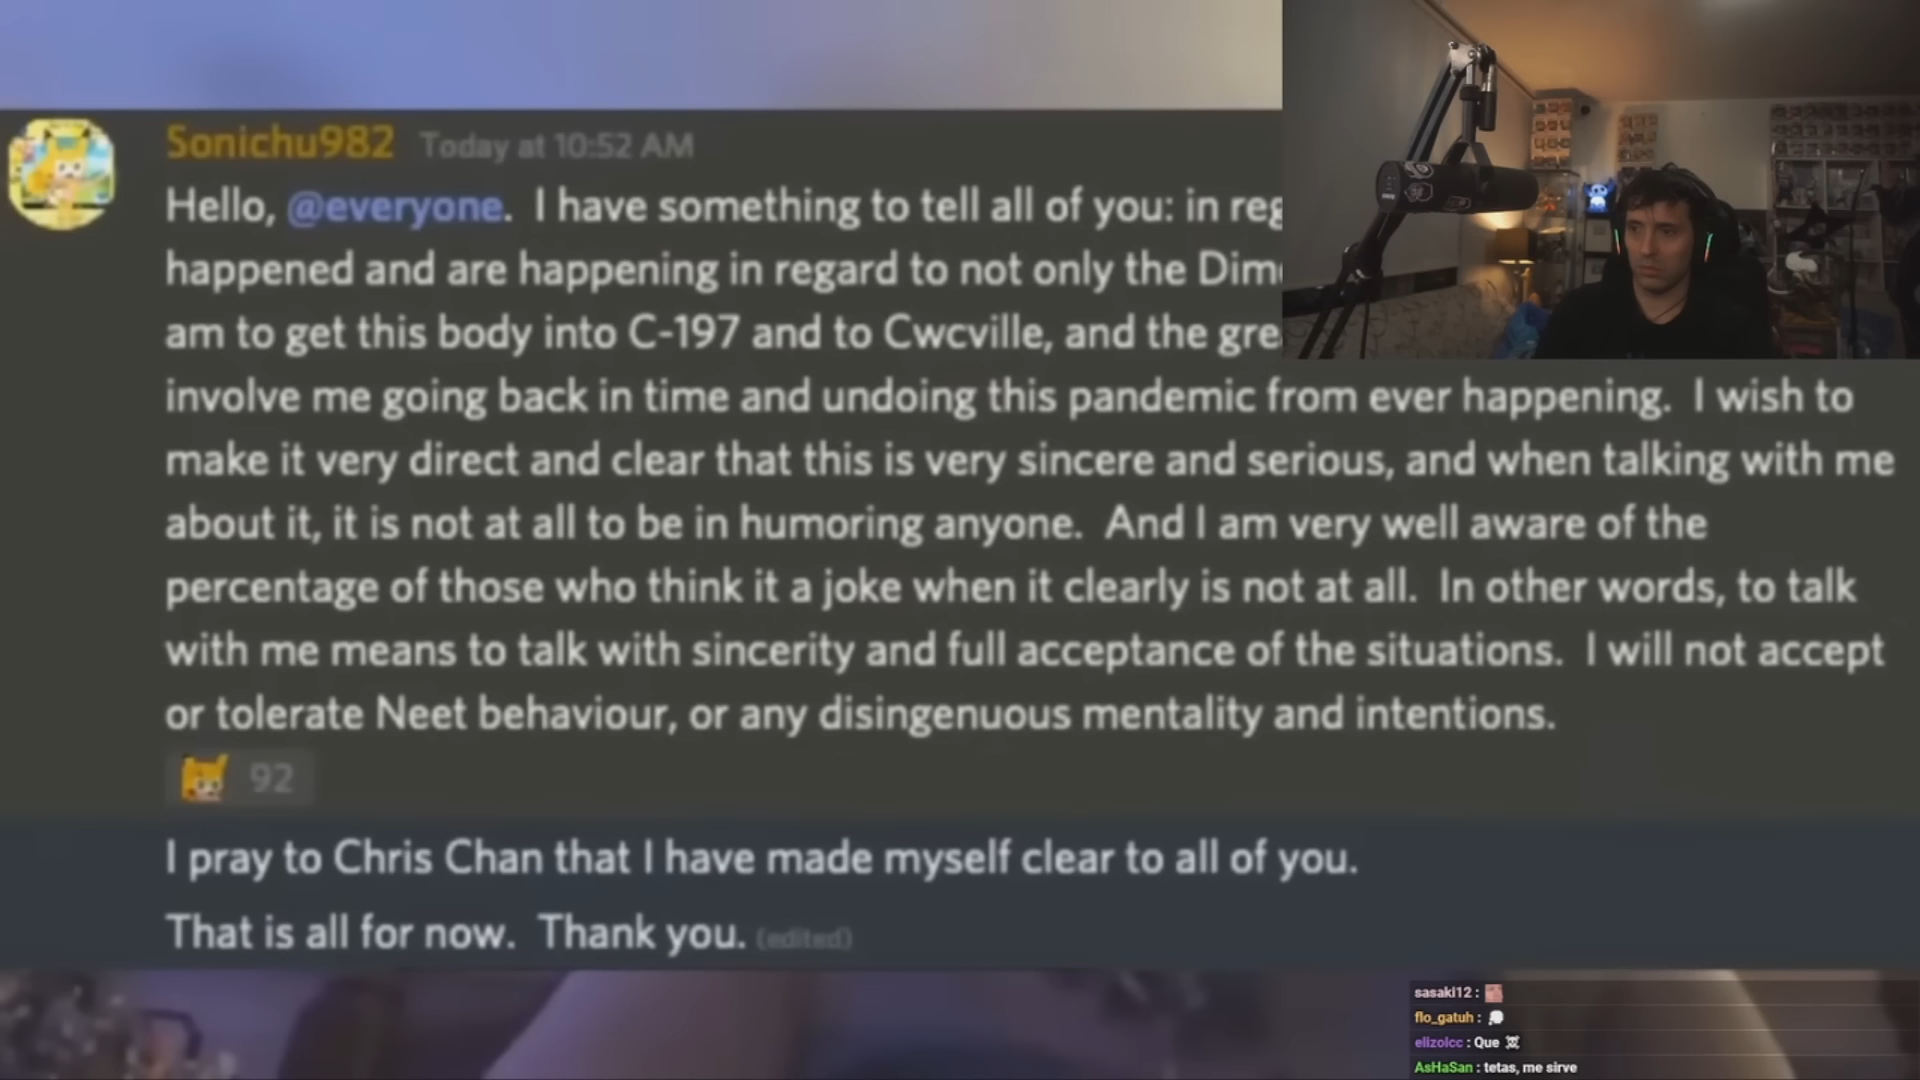 Sonichu982 Today at 10:52 AM
Hello, @everyone. I have something to tell all of you: in reg
happened and are happening in regard to not only the Dim
am to get this body into C-197 and to Cwcville, and the gre
involve me going back in time and undoing this pandemic from ever happening. I wish to
make it very direct and clear that this is very sincere and serious, and when talking with me
about it, it is not at all to be in humoring anyone. And I am very well aware of the
percentage of those who think it a joke when it clearly is not at all. In other words, to talk
with me means to talk with sincerity and full acceptance of the situations. I will not accept
or tolerate Neet behaviour, or any disingenuous mentality and intentions.
92
I pray to Chris Chan that I have made myself clear to all of you.
That is all for now. Thank you. (edited)
sasaki12 :
flo_gatuh :
elizolcc : Que
AsHaSan : tetas, me sirve